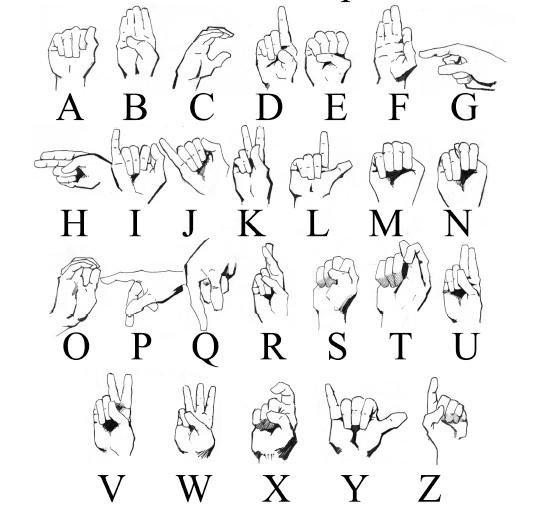 A B C D E F G
H I J K L M N
O P Q R S T U
V W X Y Z